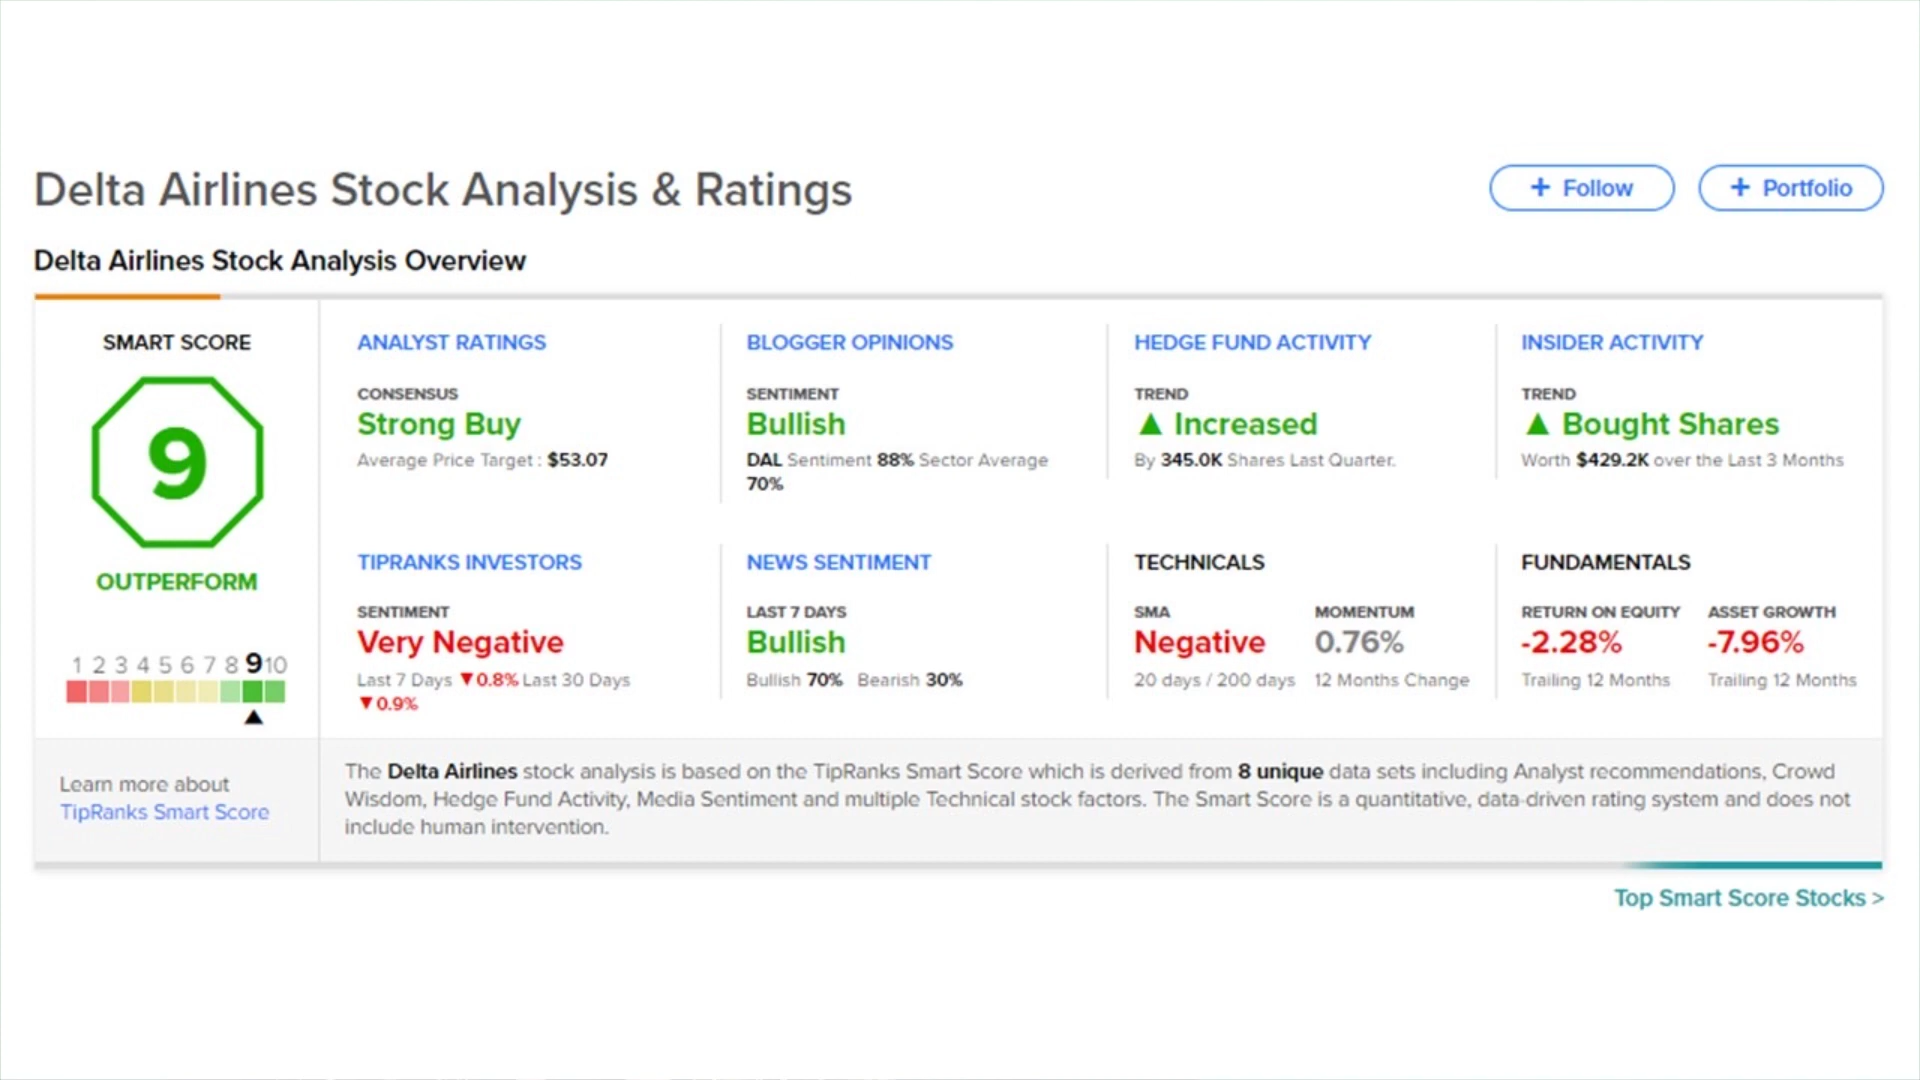 Delta Airlines Stock Analysis & Ratings
+ Follow
+ Portfolio
Delta Airlines Stock Analysis Overview
SMART SCORE
9
OUTPERFORM
1 2 3 4 5 6 7 8 9 10
ANALYST RATINGS
CONSENSUS
Strong Buy
Average Price Target : $53.07
BLOGGER OPINIONS
SENTIMENT
Bullish
DAL Sentiment 88% Sector Average
70%
HEDGE FUND ACTIVITY
TREND
▲ Increased
By 345.0K Shares Last Quarter.
INSIDER ACTIVITY
TREND
▲ Bought Shares
Worth $429.2K over the Last 3 Months
TIPRANKS INVESTORS
SENTIMENT
Very Negative
Last 7 Days ▼0.8% Last 30 Days
▼0.9%
NEWS SENTIMENT
LAST 7 DAYS
Bullish
Bullish 70% Bearish 30%
TECHNICALS
SMA
Negative
20 days / 200 days
MOMENTUM
0.76%
12 Months Change
FUNDAMENTALS
RETURN ON EQUITY
-2.28%
Trailing 12 Months
ASSET GROWTH
-7.96%
Trailing 12 Months
Learn more about
TipRanks Smart Score
The Delta Airlines stock analysis is based on the TipRanks Smart Score which is derived from 8 unique data sets including Analyst recommendations, Crowd
Wisdom, Hedge Fund Activity, Media Sentiment and multiple Technical stock factors. The Smart Score is a quantitative, data-driven rating system and does not
include human intervention.
Top Smart Score Stocks >